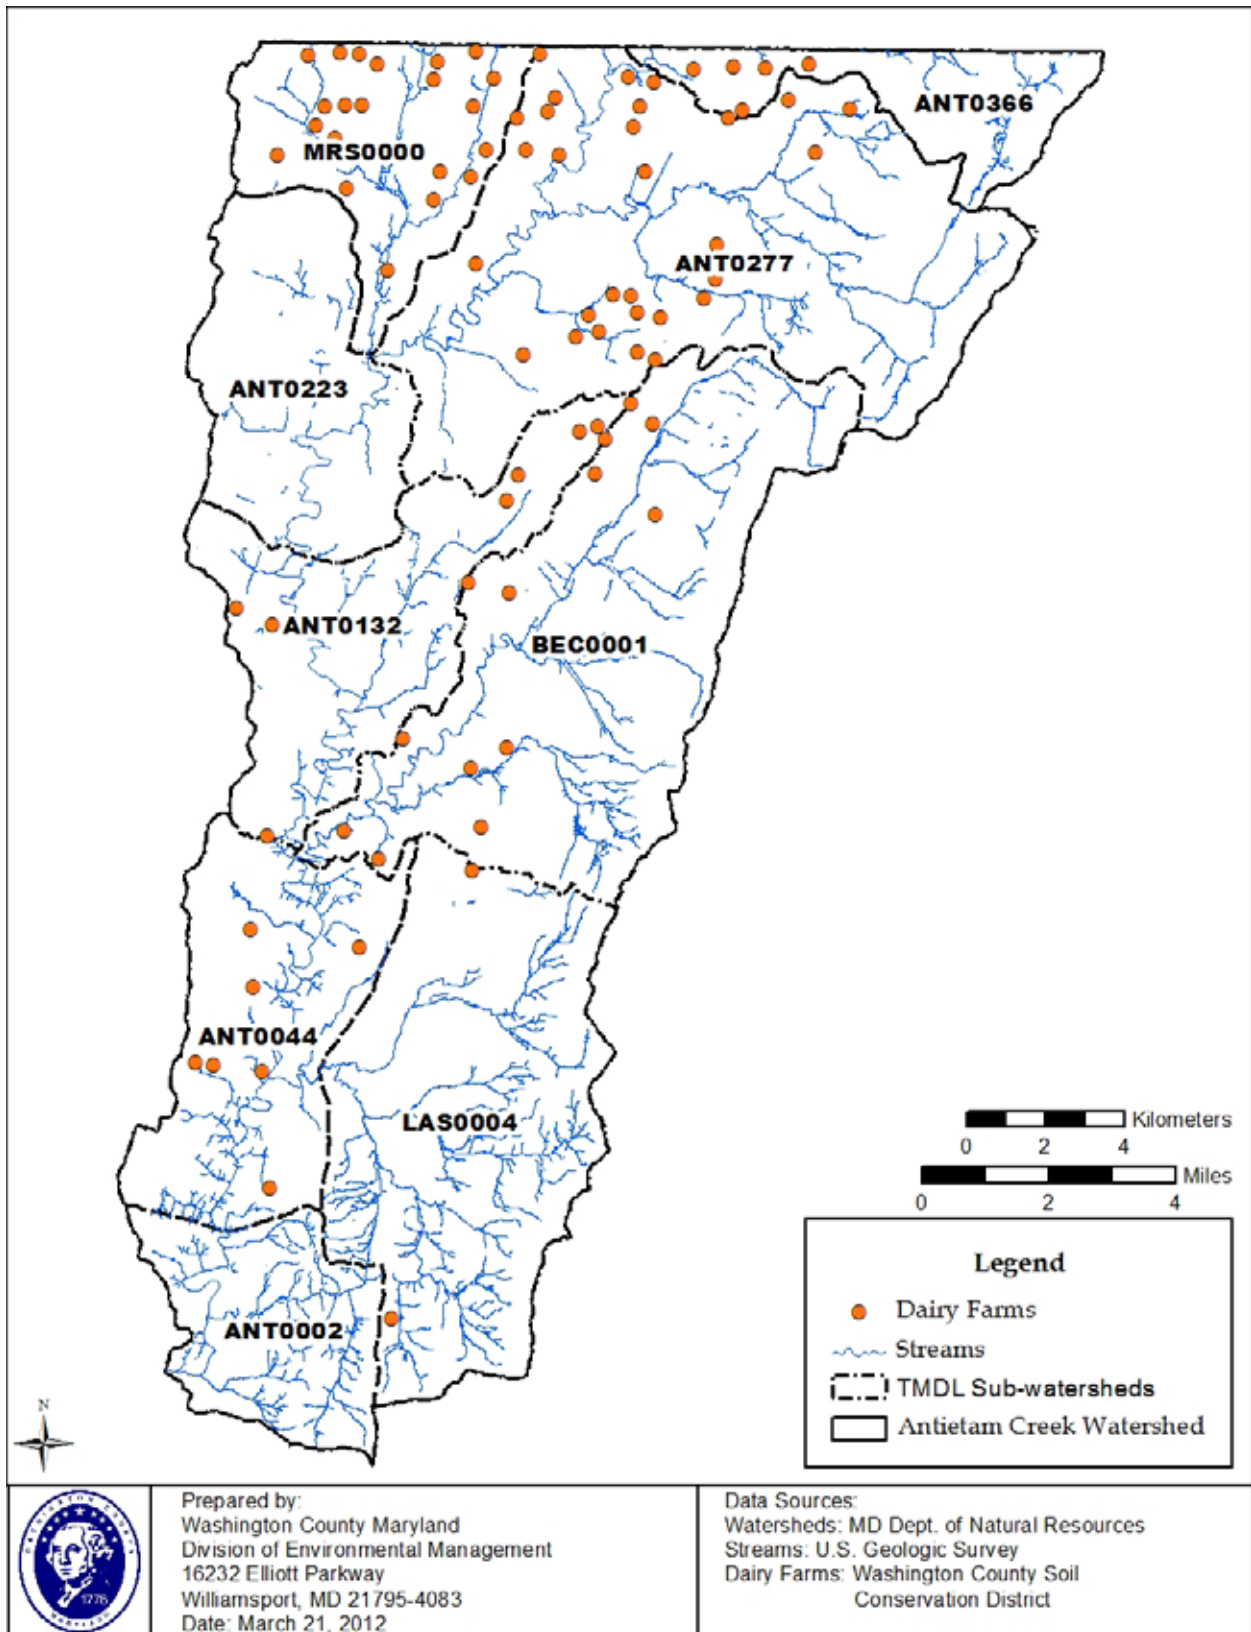 ANT0366
MRS0000
ANT0277
ANT0223
ANT0132
BEC0001
ANT0044
LAS0004
ANT0002
Kilometers
0 2 4
Miles
0 2 4
Legend
Dairy Farms
Streams
TMDL Sub-watersheds
Antietam Creek Watershed
N
WASHINGTON COUNTY
1776
MARYLAND
Prepared by:
Washington County Maryland
Division of Environmental Management
16232 Elliott Parkway
Williamsport, MD 21795-4083
Date: March 21, 2012
Data Sources:
Watersheds: MD Dept. of Natural Resources
Streams: U.S. Geologic Survey
Dairy Farms: Washington County Soil
Conservation District